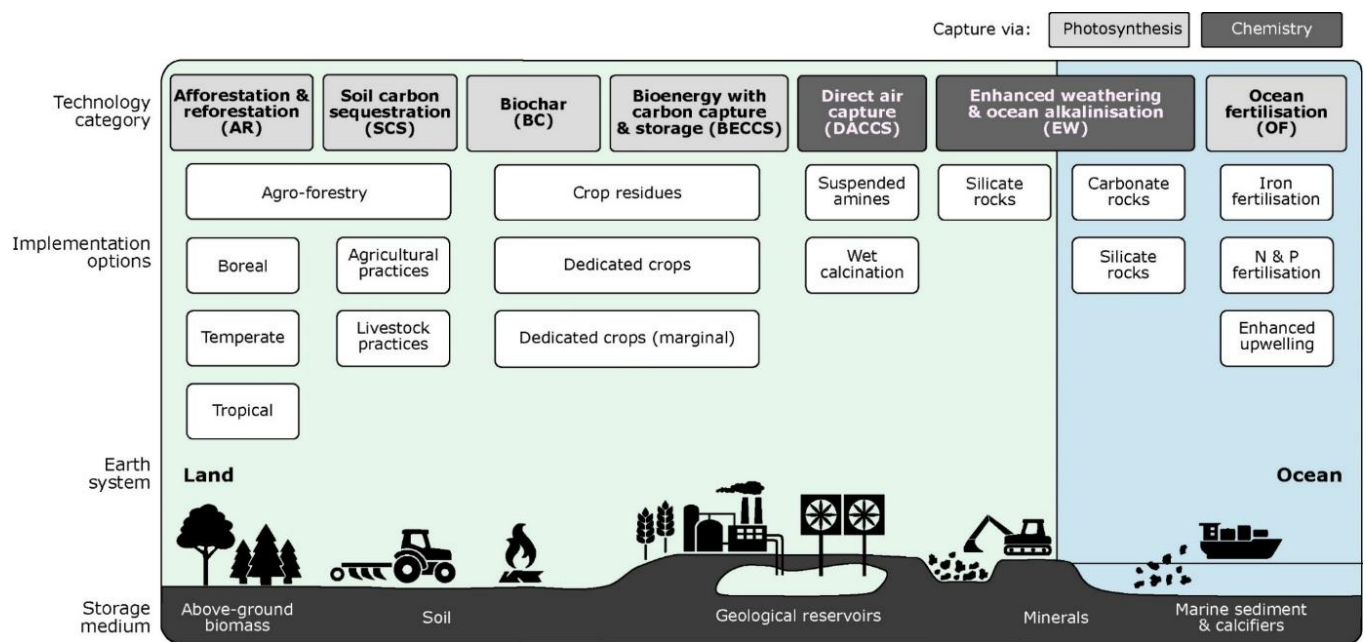 Capture via: Photosynthesis Chemistry
Technology
category
Afforestation &
reforestation
(AR)
Soil carbon
sequestration
(SCS)
Biochar
(BC)
Bioenergy with
carbon capture
& storage (BECCS)
Direct air
capture
(DACCS)
Enhanced weathering
& ocean alkalinisation
(EW)
Ocean
fertilisation
(OF)
Implementation
options
Agro-forestry
Crop residues
Suspended
amines
Silicate
rocks
Carbonate
rocks
Iron
fertilisation
Boreal
Agricultural
practices
Dedicated crops
Wet
calcination
Silicate
rocks
N & P
fertilisation
Temperate
Livestock
practices
Dedicated crops (marginal)
Enhanced
upwelling
Tropical
Earth
system
Land
Ocean
Storage
medium
Above-ground
biomass
Soil
Geological reservoirs
Minerals
Marine sediment
& calcifiers